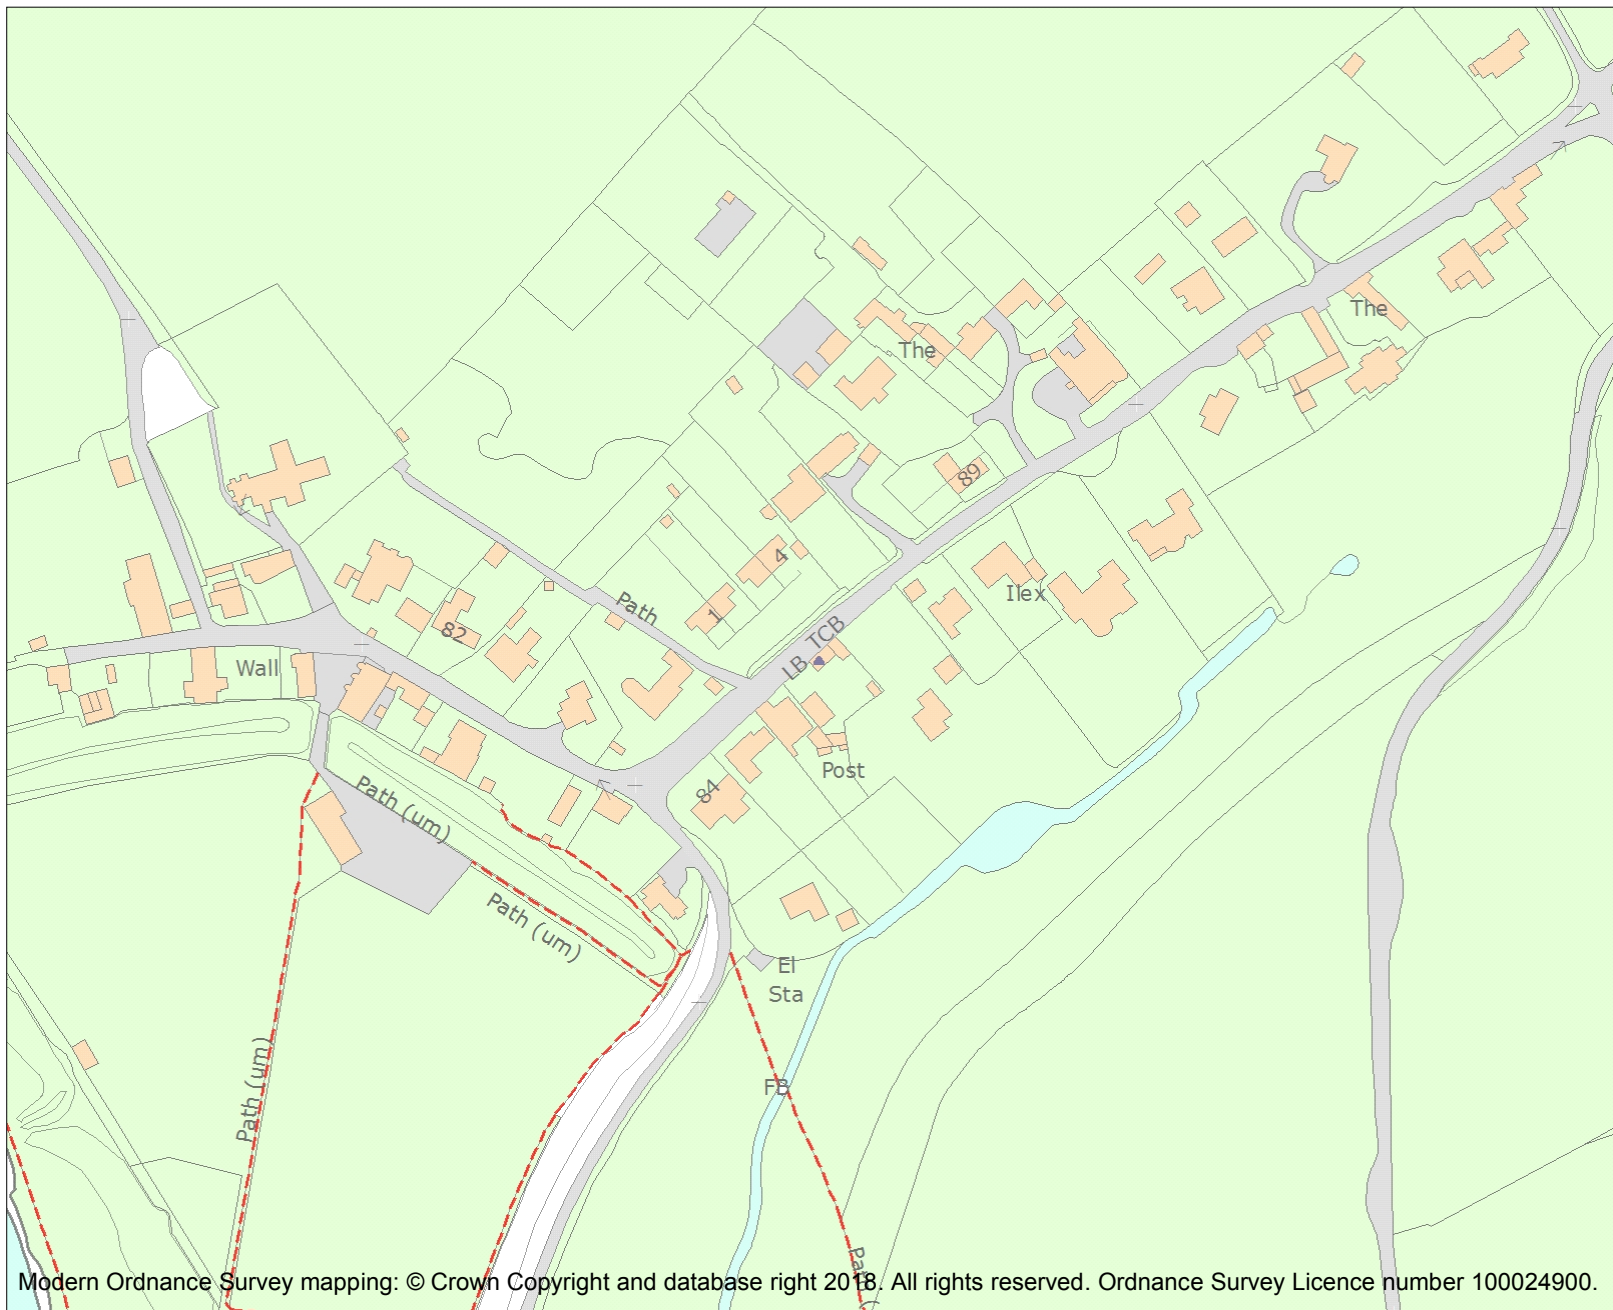 The
The
89
4
Path
1
Ilex
LB TCB
82
Wall
Post
84
Path (um)
Path (um)
El
Sta
Path (um)
FB
Path (
Modern Ordnance Survey mapping: © Crown Copyright and database right 2018. All rights reserved. Ordnance Survey Licence number 100024900.